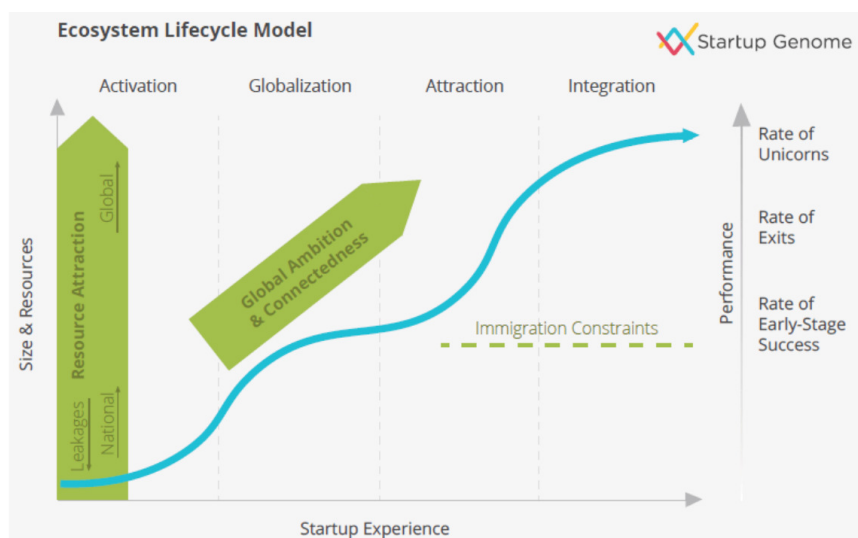 Ecosystem Lifecycle Model
Startup Genome
Activation
Globalization
Attraction
Integration
Size & Resources
Resource Attraction
Global
National
Leakages
Global Ambition
& Connectedness
Immigration Constraints
Performance
Rate of
Unicorns
Rate of
Exits
Rate of
Early-Stage
Success
Startup Experience